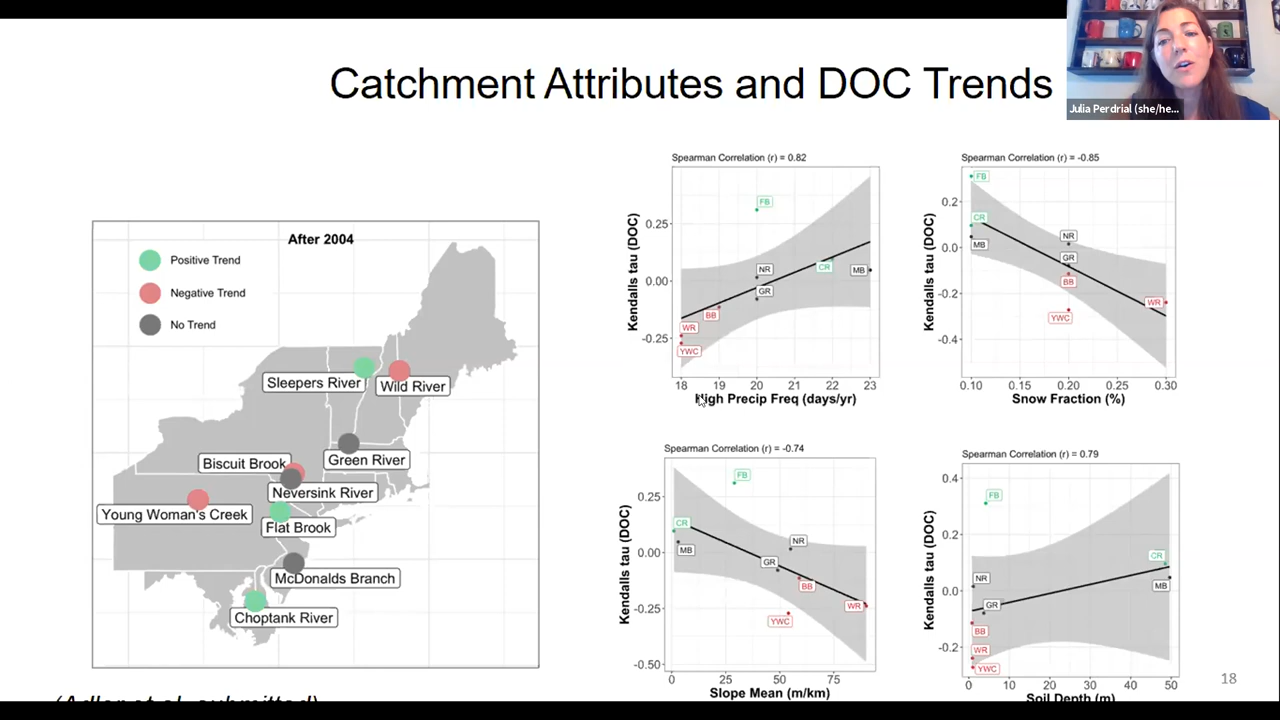 Catchment Attributes and DOC Trends
Julia Perdrial (she/he...
After 2004
Positive Trend
Negative Trend
No Trend
Sleepers River
Wild River
Biscuit Brook
Green River
Neversink River
Young Woman's Creek
Flat Brook
McDonalds Branch
Choptank River
Spearman Correlation (r) = 0.82
Kendalls tau (DOC)
0.25
0.00
-0.25
FB
NR
CR
MB
GR
BB
WR
YWC
18 19 20 21 22 23
High Precip Freq (days/yr)
Spearman Correlation (r) = -0.85
Kendalls tau (DOC)
0.2
0.0
-0.2
-0.4
FB
CR
MB
NR
GR
BB
WR
YWC
0.10 0.15 0.20 0.25 0.30
Snow Fraction (%)
Spearman Correlation (r) = -0.74
Kendalls tau (DOC)
0.25
0.00
-0.25
-0.50
FB
CR
MB
NR
GR
BB
WR
YWC
0 25 50 75
Slope Mean (m/km)
Spearman Correlation (r) = 0.79
Kendalls tau (DOC)
0.4
0.2
0.0
-0.2
FB
CR
MB
NR
GR
BB
WR
YWC
0 10 20 30 40 50
Soil Depth (m)
18
(Adler et al. submitted)